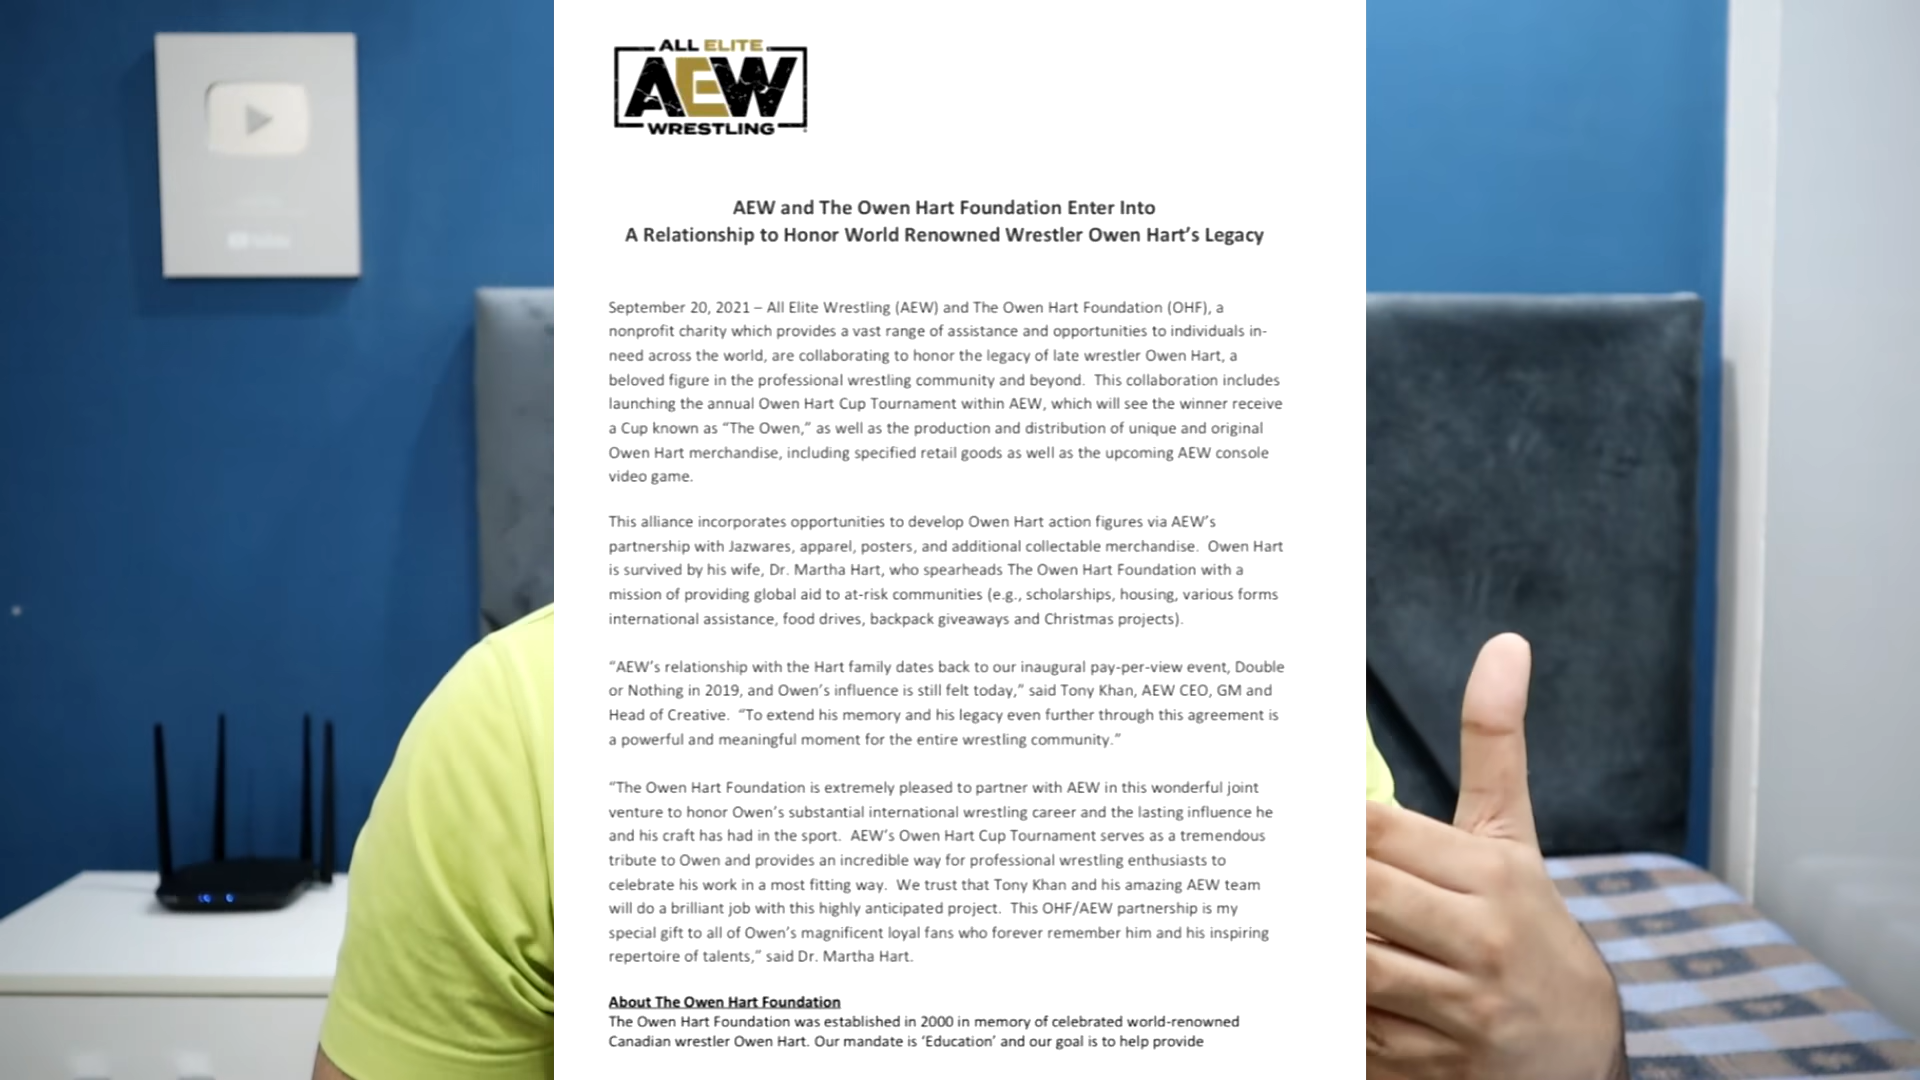 ALL ELITE
AEW
WRESTLING
AEW and The Owen Hart Foundation Enter Into
A Relationship to Honor World Renowned Wrestler Owen Hart’s Legacy
September 20, 2021 – All Elite Wrestling (AEW) and The Owen Hart Foundation (OHF), a
nonprofit charity which provides a vast range of assistance and opportunities to individuals in-
need across the world, are collaborating to honor the legacy of late wrestler Owen Hart, a
beloved figure in the professional wrestling community and beyond.  This collaboration includes
launching the annual Owen Hart Cup Tournament within AEW, which will see the winner receive
a Cup known as “The Owen,” as well as the production and distribution of unique and original
Owen Hart merchandise, including specified retail goods as well as the upcoming AEW console
video game.
This alliance incorporates opportunities to develop Owen Hart action figures via AEW’s
partnership with Jazwares, apparel, posters, and additional collectable merchandise.  Owen Hart
is survived by his wife, Dr. Martha Hart, who spearheads The Owen Hart Foundation with a
mission of providing global aid to at-risk communities (e.g., scholarships, housing, various forms
international assistance, food drives, backpack giveaways and Christmas projects).
“AEW’s relationship with the Hart family dates back to our inaugural pay-per-view event, Double
or Nothing in 2019, and Owen’s influence is still felt today,” said Tony Khan, AEW CEO, GM and
Head of Creative.  “To extend his memory and his legacy even further through this agreement is
a powerful and meaningful moment for the entire wrestling community.”
“The Owen Hart Foundation is extremely pleased to partner with AEW in this wonderful joint
venture to honor Owen’s substantial international wrestling career and the lasting influence he
and his craft has had in the sport.  AEW’s Owen Hart Cup Tournament serves as a tremendous
tribute to Owen and provides an incredible way for professional wrestling enthusiasts to
celebrate his work in a most fitting way.  We trust that Tony Khan and his amazing AEW team
will do a brilliant job with this highly anticipated project.  This OHF/AEW partnership is my
special gift to all of Owen’s magnificent loyal fans who forever remember him and his inspiring
repertoire of talents,” said Dr. Martha Hart.
About The Owen Hart Foundation
The Owen Hart Foundation was established in 2000 in memory of celebrated world-renowned
Canadian wrestler Owen Hart. Our mandate is ‘Education’ and our goal is to help provide